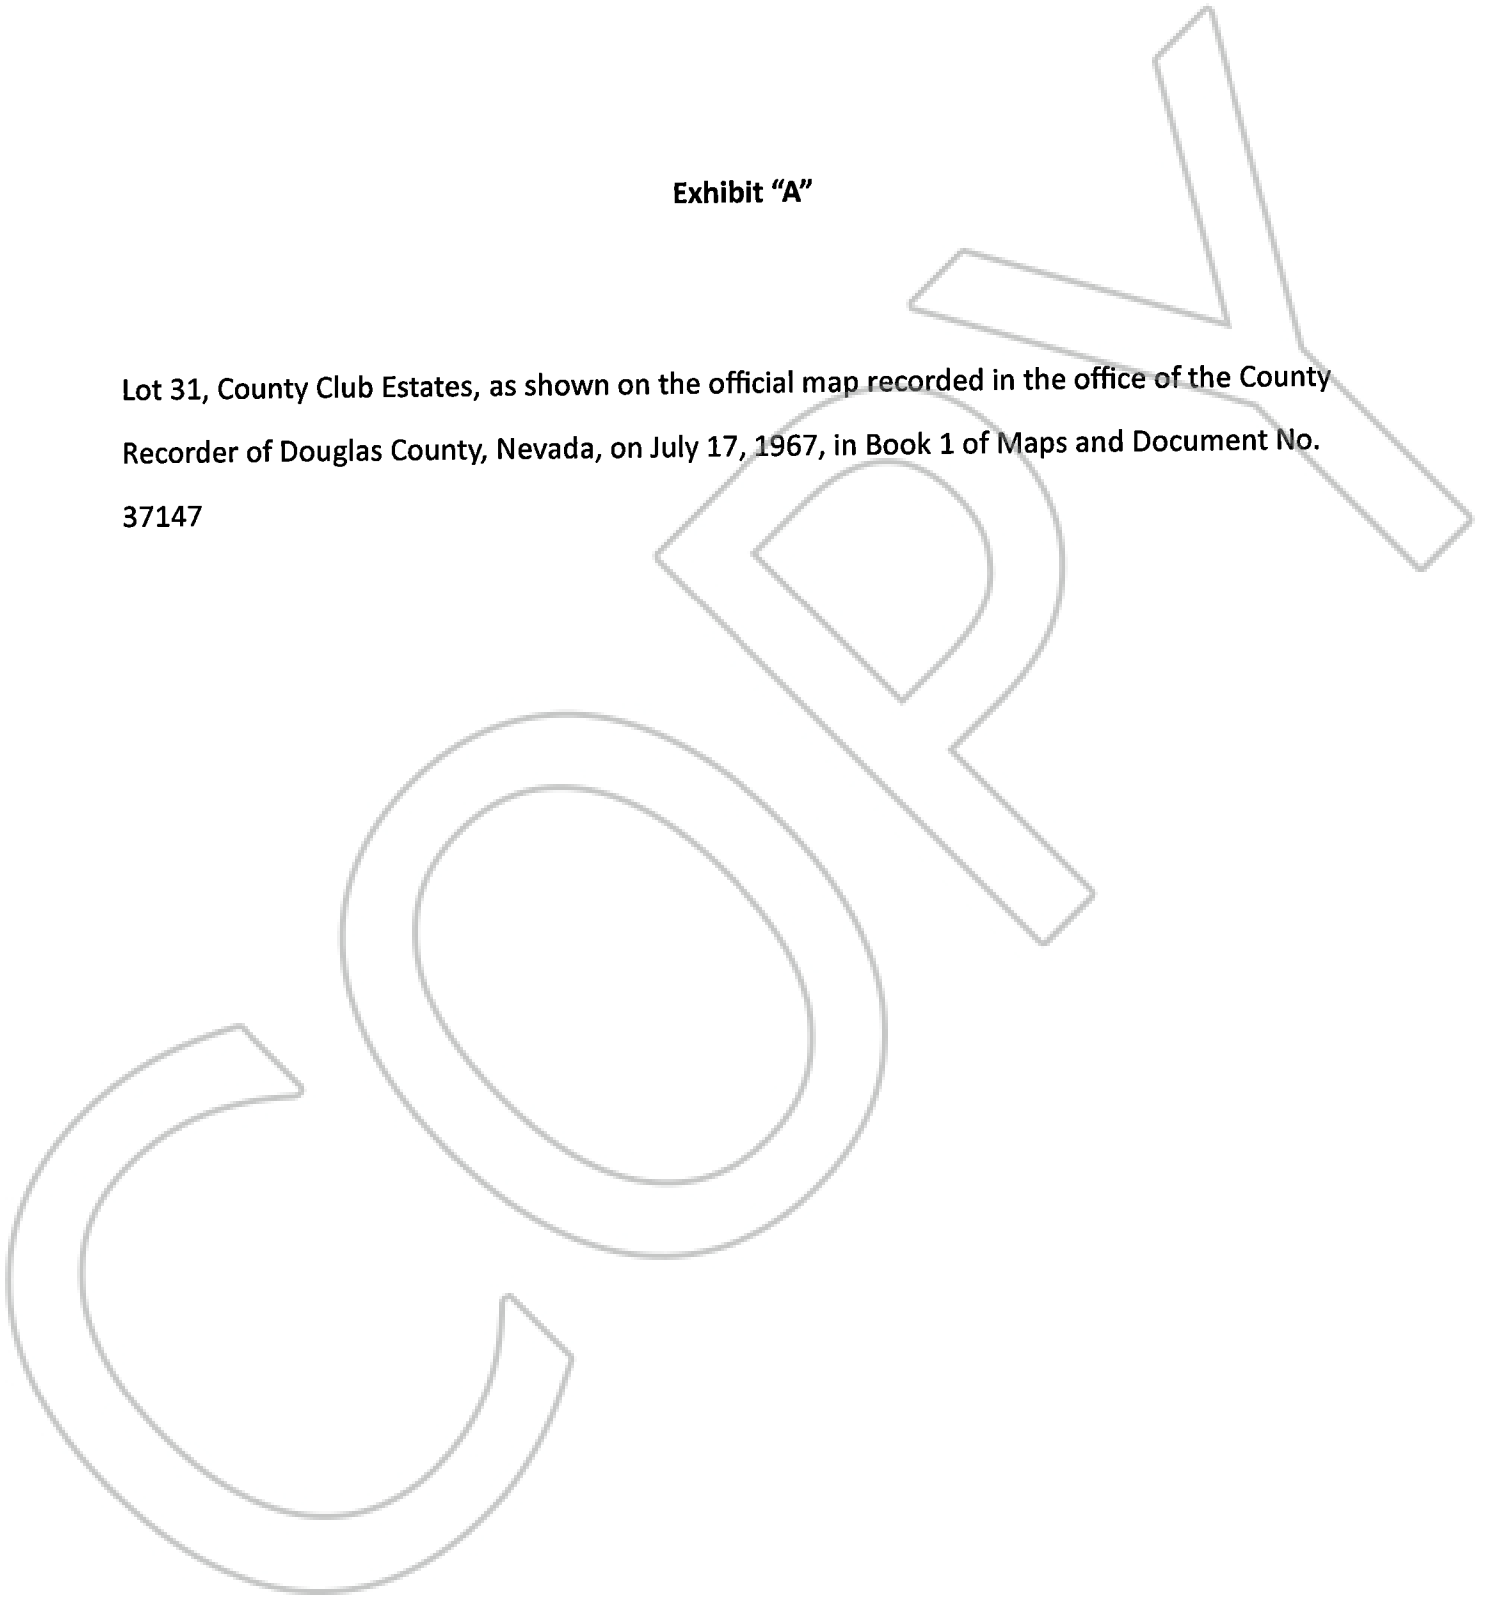 Exhibit “A”
Lot 31, County Club Estates, as shown on the official map recorded in the office of the County
Recorder of Douglas County, Nevada, on July 17, 1967, in Book 1 of Maps and Document No.
37147
COPY